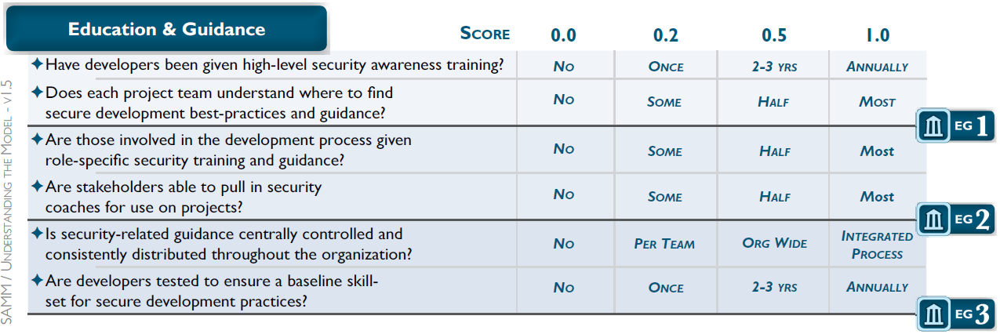 Education & Guidance
SCORE 0.0 0.2 0.5 1.0
✦Have developers been given high-level security awareness training? NO ONCE 2-3 YRS ANNUALLY
✦Does each project team understand where to find
secure development best-practices and guidance? NO SOME HALF MOST
EG 1
✦Are those involved in the development process given
role-specific security training and guidance? NO SOME HALF Most
✦Are stakeholders able to pull in security
coaches for use on projects? NO SOME HALF Most
EG 2
✦Is security-related guidance centrally controlled and
consistently distributed throughout the organization? NO PER TEAM ORG WIDE INTEGRATED
PROCESS
✦Are developers tested to ensure a baseline skill-
set for secure development practices? NO ONCE 2-3 YRS ANNUALLY
EG 3
SAMM / UNDERSTANDING THE MODEL - V1.5